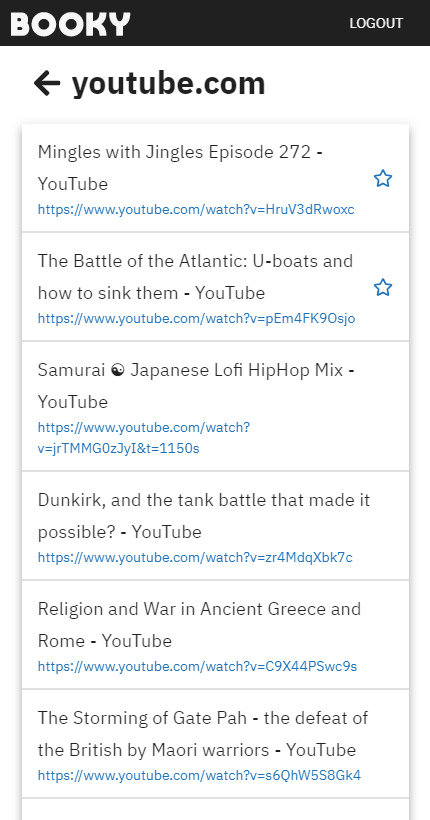 BOOKY
LOGOUT
youtube.com
Mingles with Jingles Episode 272 -
YouTube
https://www.youtube.com/watch?v=HruV3dRwoxc
The Battle of the Atlantic: U-boats and
how to sink them - YouTube
https://www.youtube.com/watch?v=pEm4FK9Osjo
Samurai ☯ Japanese Lofi HipHop Mix -
YouTube
https://www.youtube.com/watch?
v=jrTMMG0zJyI&t=1150s
Dunkirk, and the tank battle that made it
possible? - YouTube
https://www.youtube.com/watch?v=zr4MdqXbk7c
Religion and War in Ancient Greece and
Rome - YouTube
https://www.youtube.com/watch?v=C9X44PSwc9s
The Storming of Gate Pah - the defeat of
the British by Maori warriors - YouTube
https://www.youtube.com/watch?v=s6QhW5S8Gk4